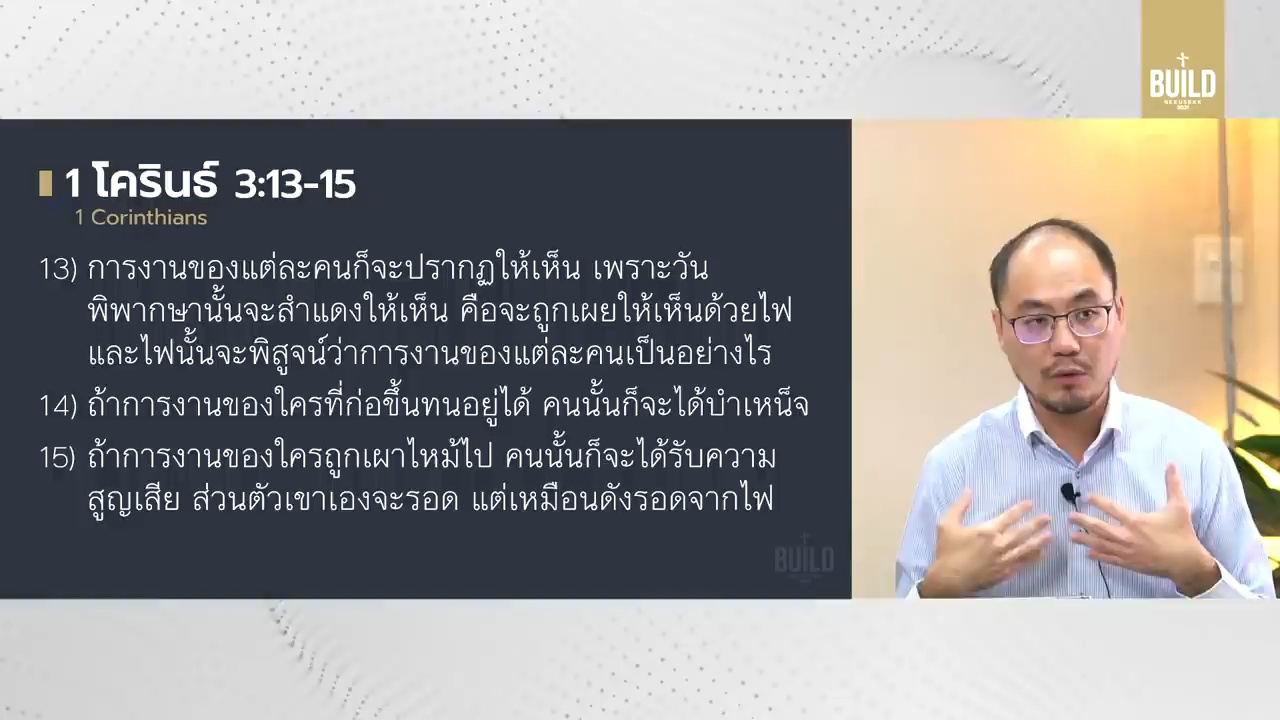 BUILD
NEXUSBKK
2021
1 โครินธ์ 3:13-15
1 Corinthians
13) การงานของแต่ละคนก็จะปรากฏให้เห็น เพราะวัน
พิพากษานั้นจะสำแดงให้เห็น คือจะถูกเผยให้เห็นด้วยไฟ
และไฟนั้นจะพิสูจน์ว่าการงานของแต่ละคนเป็นอย่างไร
14) ถ้าการงานของใครที่ก่อขึ้นทนอยู่ได้ คนนั้นก็จะได้บำเหน็จ
15) ถ้าการงานของใครถูกเผาไหม้ไป คนนั้นก็จะได้รับความ
สูญเสีย ส่วนตัวเขาเองจะรอด แต่เหมือนดังรอดจากไฟ
BUILD